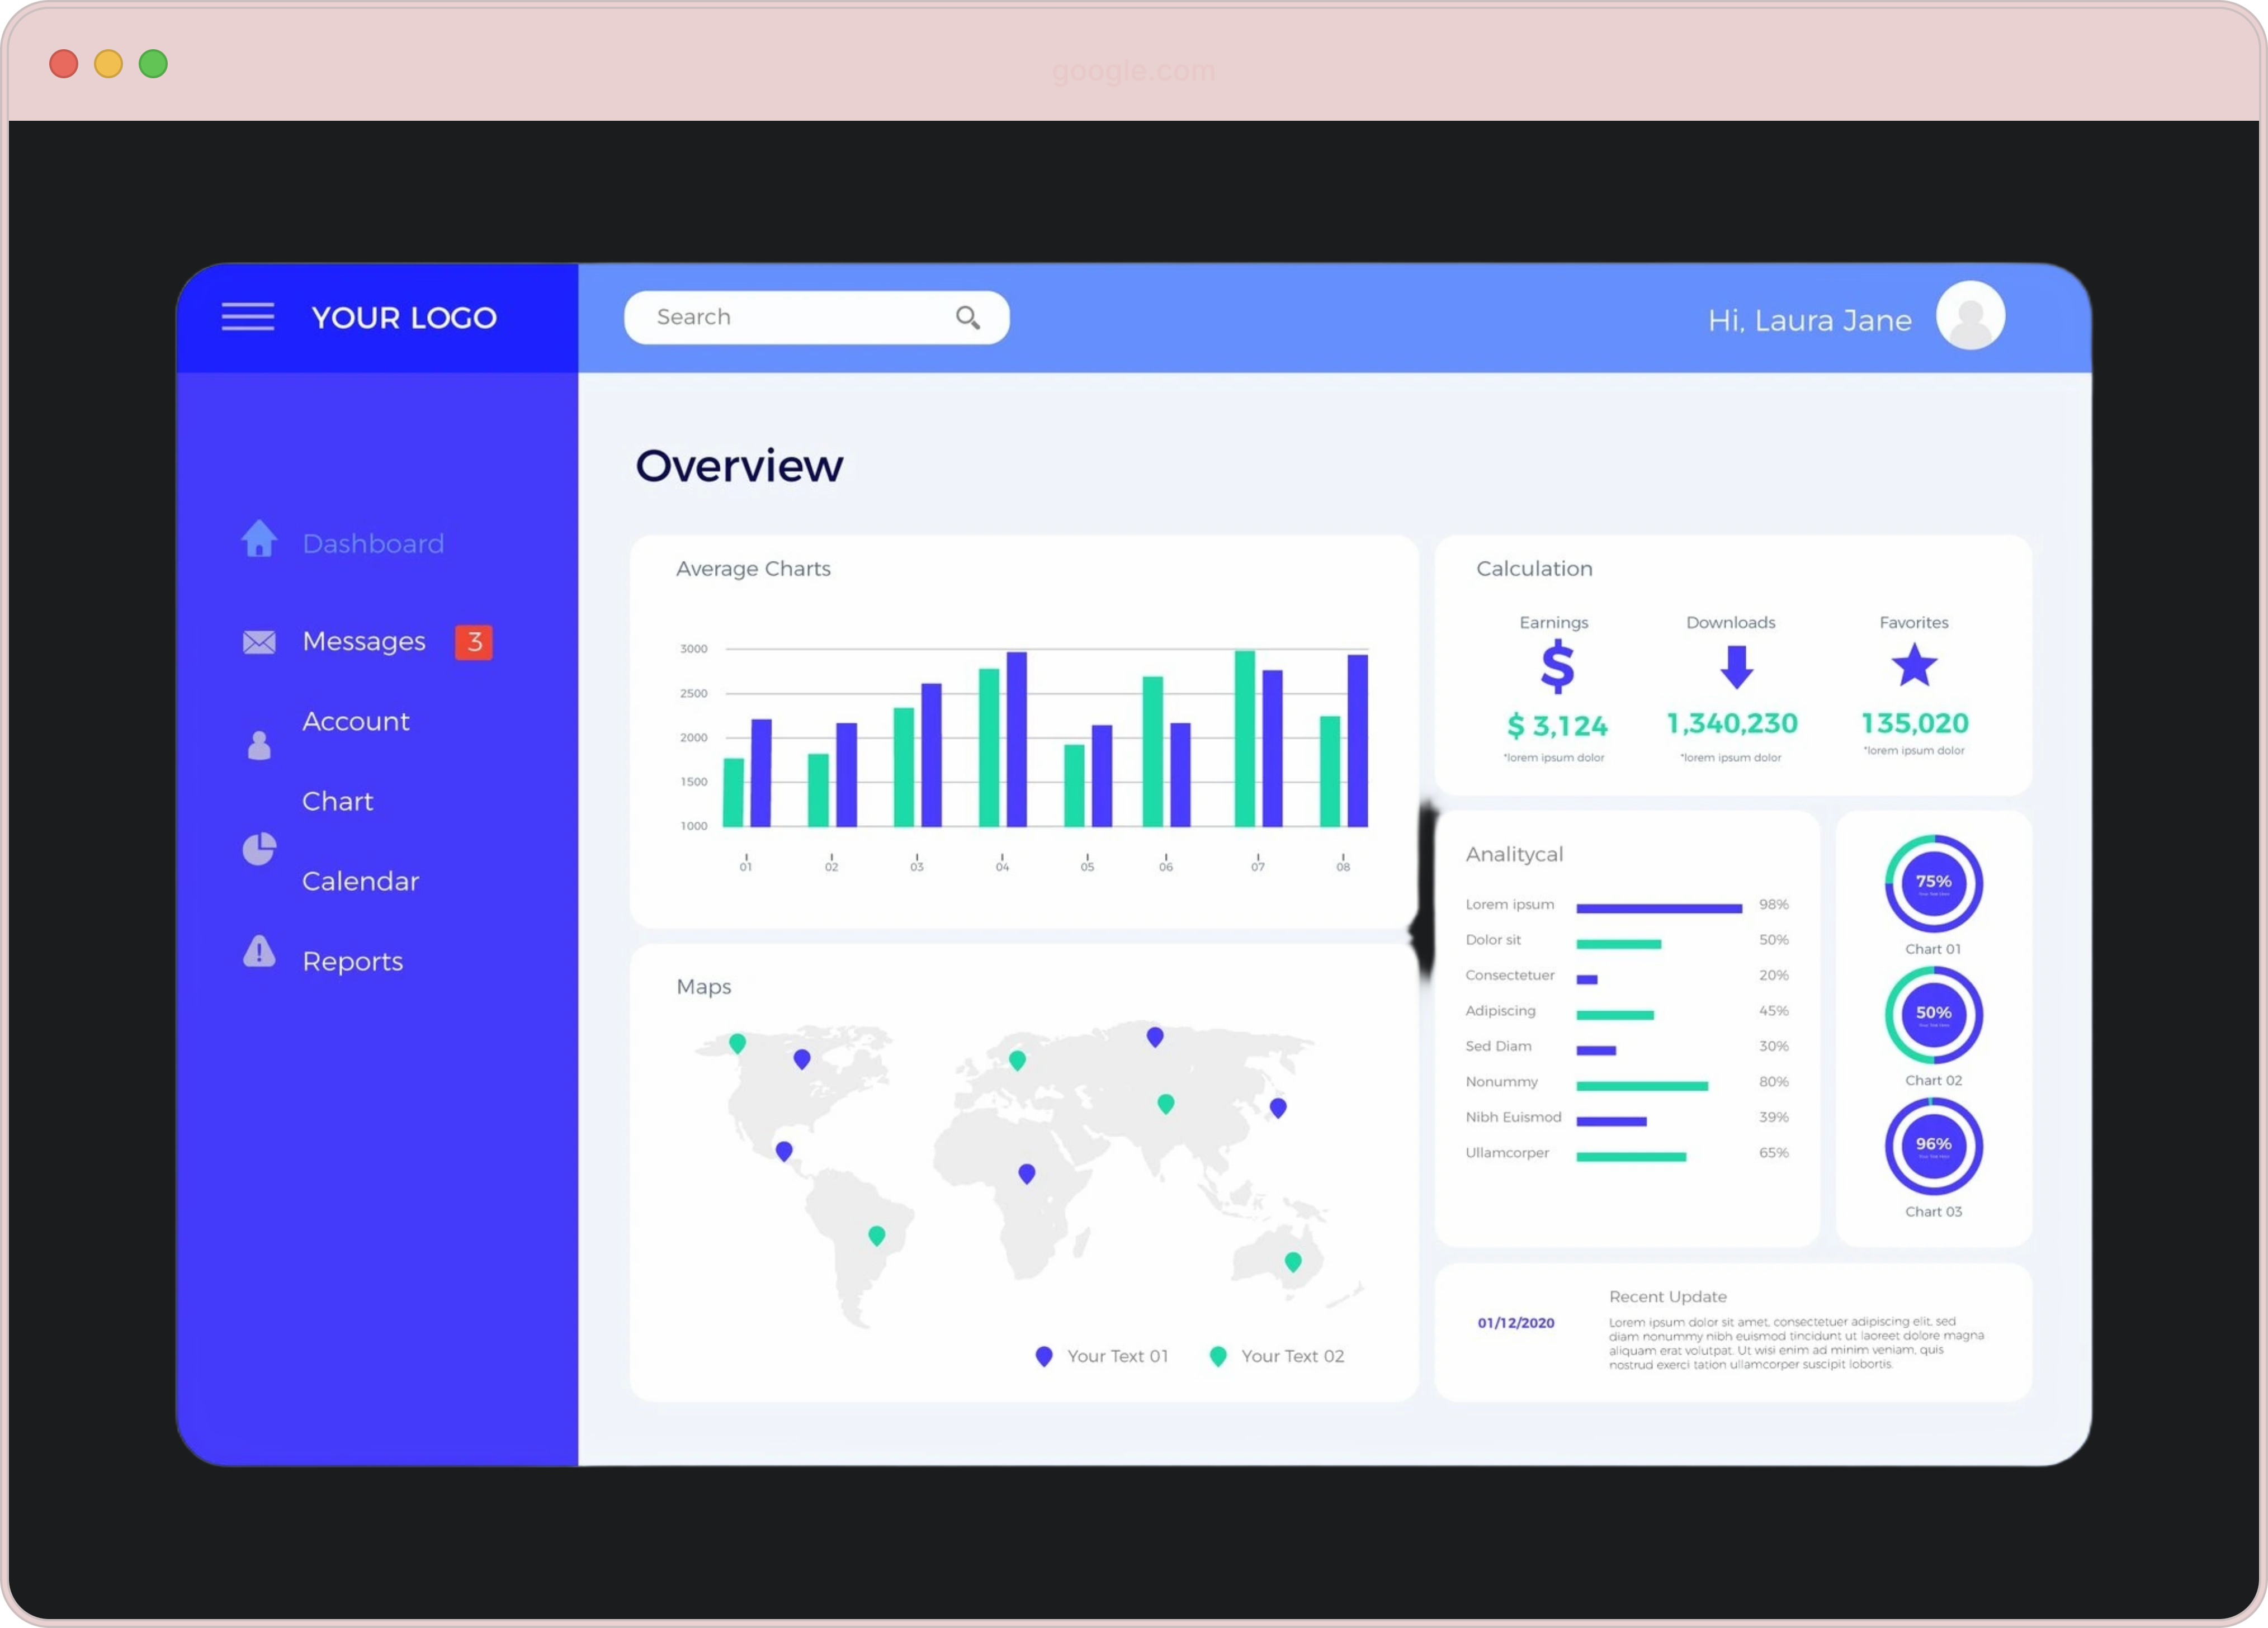 google.com
YOUR LOGO
Search
Hi, Laura Jane
Dashboard
Messages 3
Account
Chart
Calendar
Reports
Overview
Average Charts
3000
2500
2000
1500
1000
01 02 03 04 05 06 07 08
Calculation
Earnings Downloads Favorites
$
$ 3,124 1,340,230 135,020
*lorem ipsum dolor *lorem ipsum dolor *lorem ipsum dolor
Maps
Your Text 01 Your Text 02
Analitycal
Lorem ipsum 98%
Dolor sit 50%
Consectetuer 20%
Adipiscing 45%
Sed Diam 30%
Nonummy 80%
Nibh Euismod 39%
Ullamcorper 65%
75%
Chart 01
50%
Chart 02
96%
Chart 03
01/12/2020
Recent Update
Lorem ipsum dolor sit amet, consectetuer adipiscing elit, sed
diam nonummy nibh euismod tincidunt ut laoreet dolore magna
aliquam erat volutpat. Ut wisi enim ad minim veniam, quis
nostrud exerci tation ullamcorper suscipit lobortis.